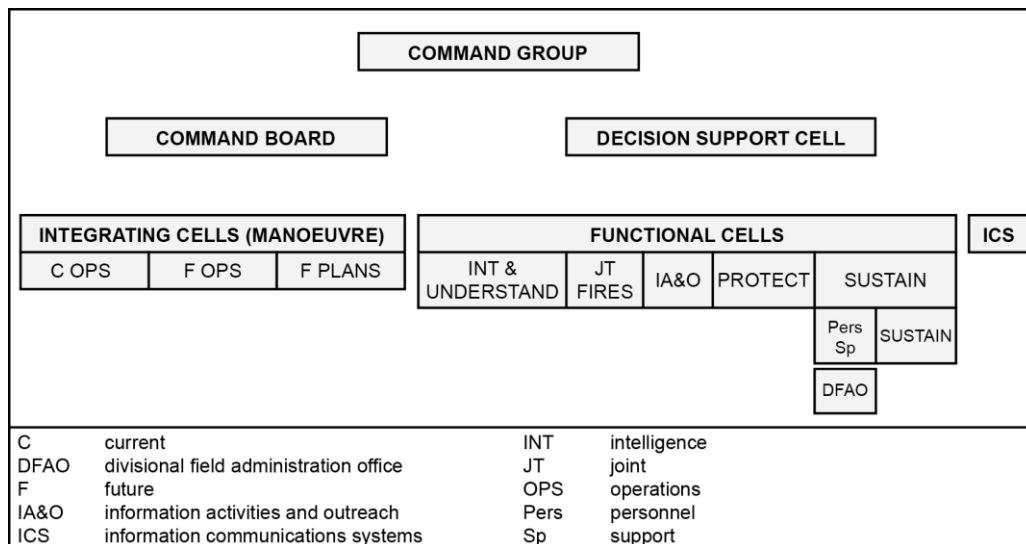 COMMAND GROUP
COMMAND BOARD
DECISION SUPPORT CELL
INTEGRATING CELLS (MANOEUVRE)
C OPS
F OPS
F PLANS
FUNCTIONAL CELLS
INT &
UNDERSTAND
JT
FIRES
IA&O
PROTECT
SUSTAIN
Pers
Sp
SUSTAIN
DFAO
ICS
C current
DFAO divisional field administration office
F future
IA&O information activities and outreach
ICS information communications systems
INT intelligence
JT joint
OPS operations
Pers personnel
Sp support